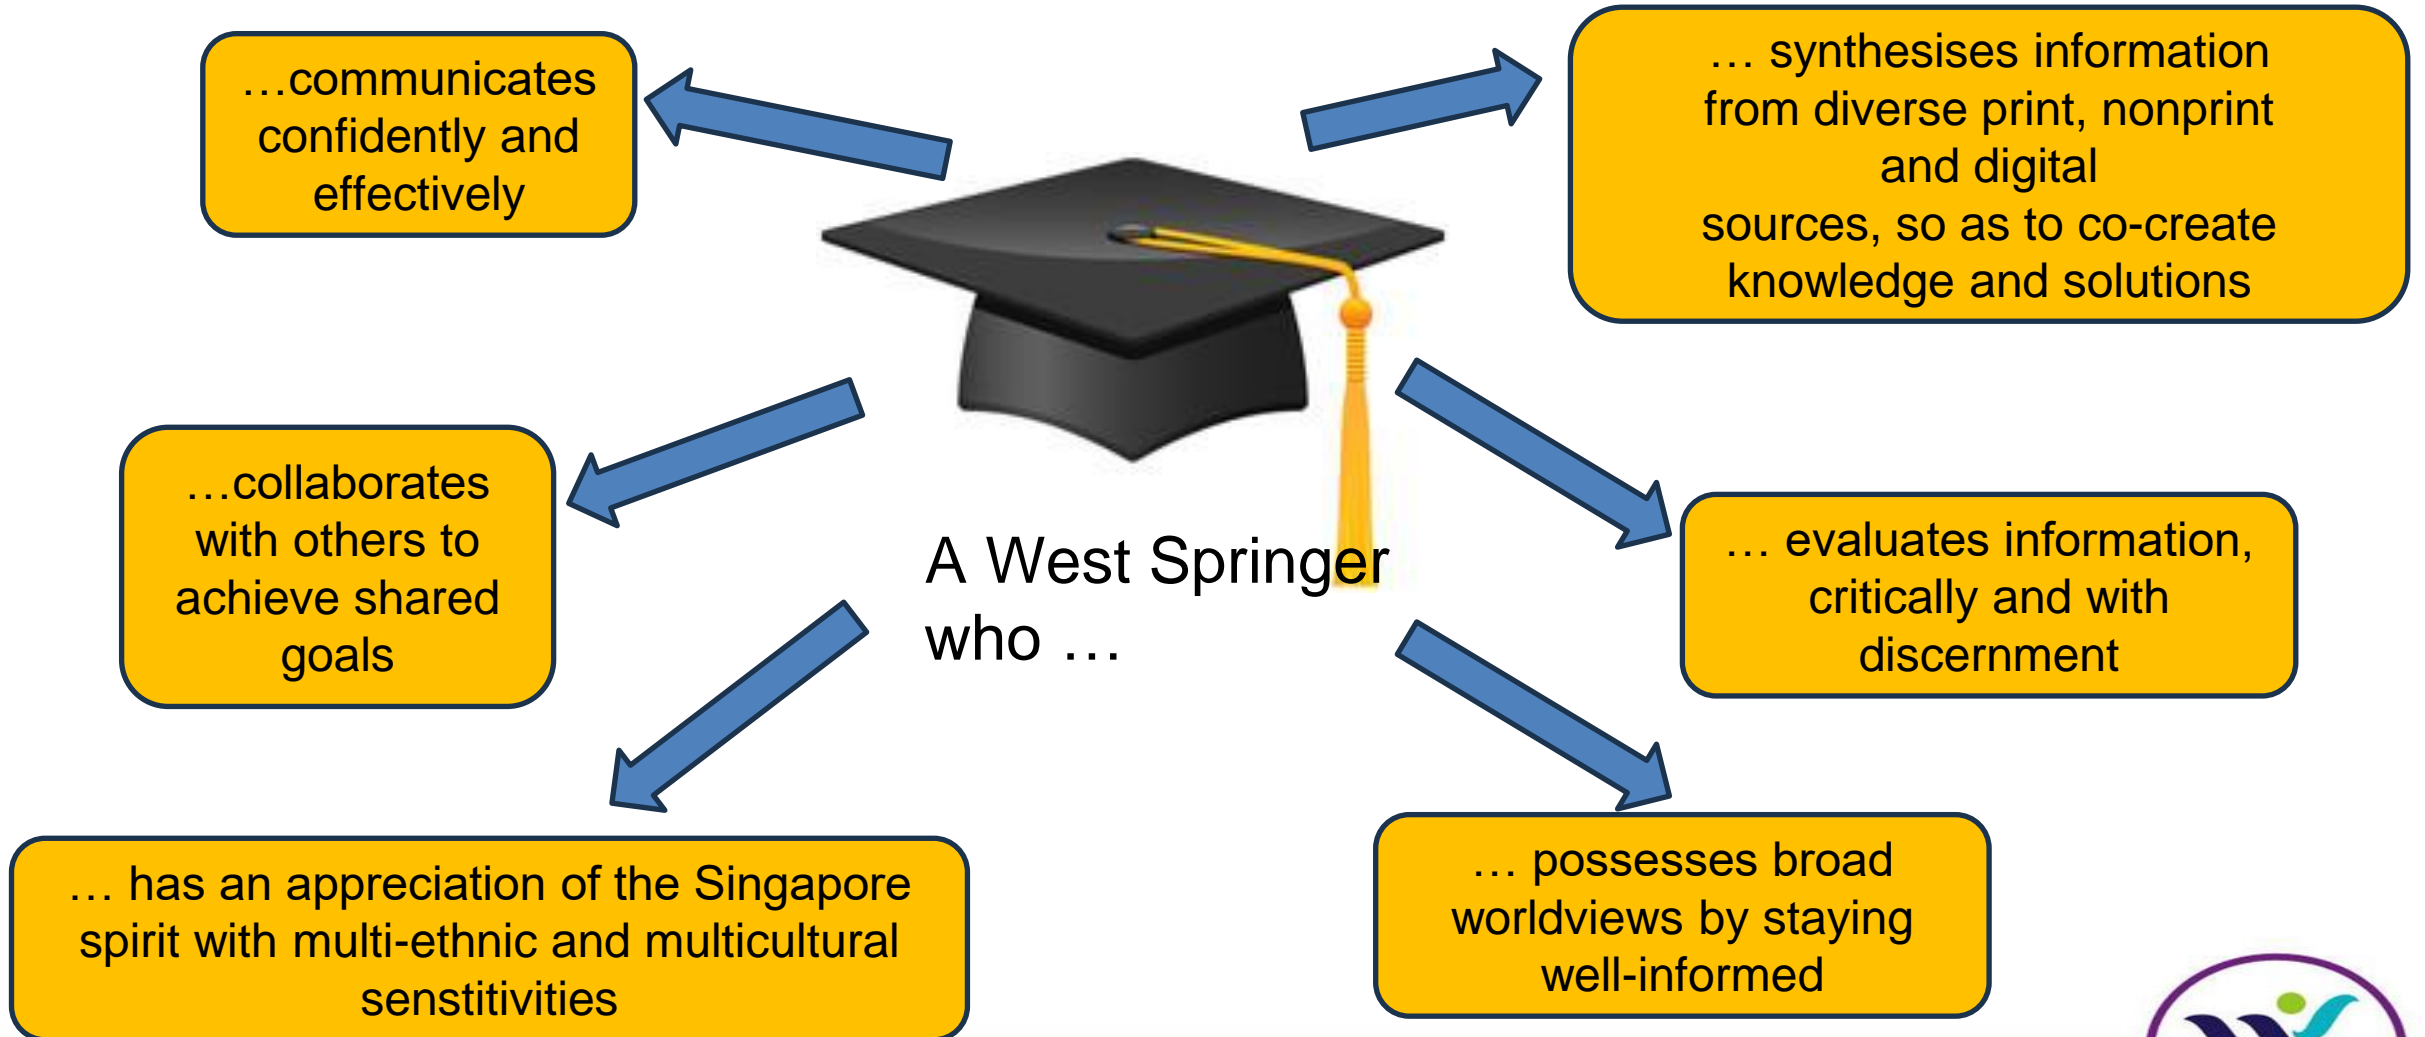 …communicates
confidently and
effectively
… synthesises information
from diverse print, nonprint
and digital
sources, so as to co-create
knowledge and solutions
…collaborates
with others to
achieve shared
goals
A West Springer
who …
… evaluates information,
critically and with
discernment
… has an appreciation of the Singapore
spirit with multi-ethnic and multicultural
senstitivities
… possesses broad
worldviews by staying
well-informed